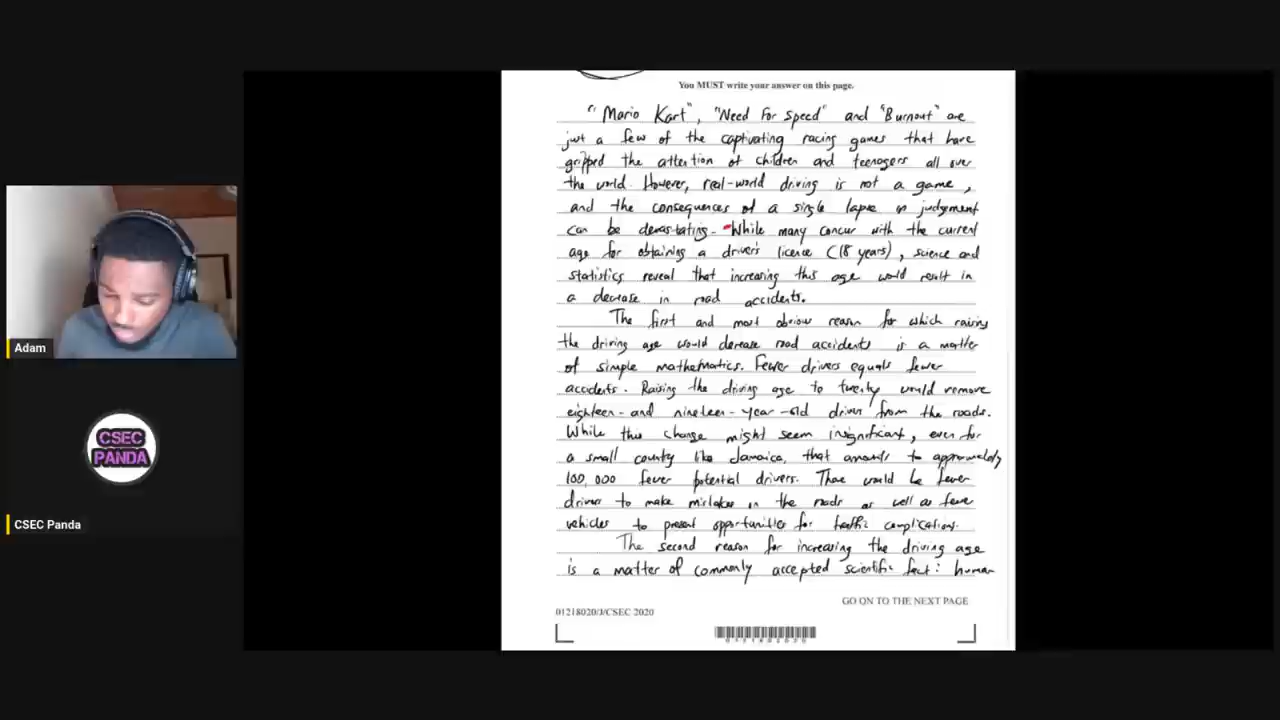 You MUST write your answer on this page.
"Mario Kart", "Need For Speed" and "Burnout" are
just a few of the captivating racing games that have
gripped the attention of children and teenagers all over
the world. However, real-world driving is not a game,
and the consequences of a single lapse in judgement
can be devastating. While many concur with the current
age for obtaining a driver's licence (18 years), science and
statistics reveal that increasing this age would result in
a decrease in road accidents.
The first and most obvious reason for which raising
the driving age would decrease road accidents is a matter
of simple mathematics. Fewer drivers equals fewer
accidents. Raising the driving age to twenty would remove
eighteen- and nineteen-year-old drivers from the roads.
While this change might seem insignificant, even for
a small country like Jamaica, that amounts to approximately
100,000 fewer potential drivers. There would be fewer
drivers to make mistakes on the roads as well as fewer
vehicles to present opportunities for traffic complications.
The second reason for increasing the driving age
is a matter of commonly accepted scientific fact: human
GO ON TO THE NEXT PAGE
01218020/J/CSEC 2020
Adam
CSEC
PANDA
CSEC Panda